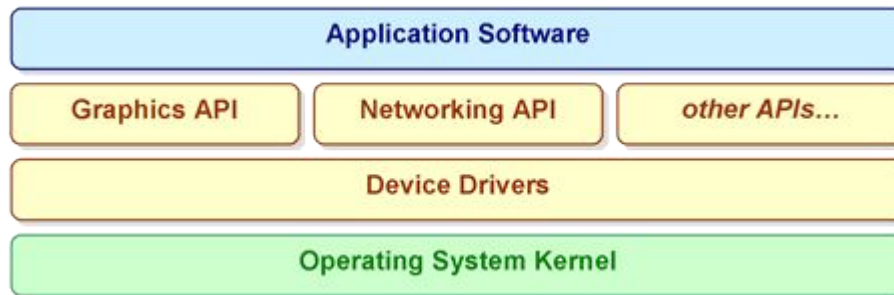 Application Software
Graphics API Networking API other APIs...
Device Drivers
Operating System Kernel